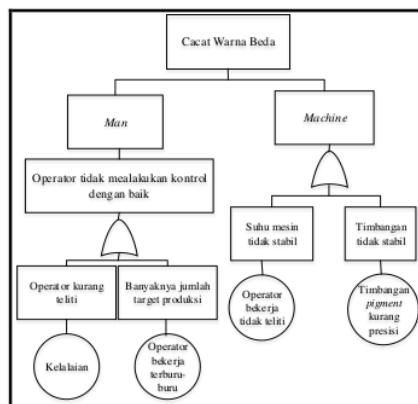 Cacat Warna Beda
Man
Machine
Operator tidak mealakukan kontrol
dengan baik
Suhu mesin
tidak stabil
Timbangan
tidak stabil
Operator kurang
teliti
Banyaknya jumlah
target produksi
Operator
bekerja
tidak teliti
Timbangan
pigment
kurang
presisi
Kelalaian
Operator
bekerja
terburu-
buru